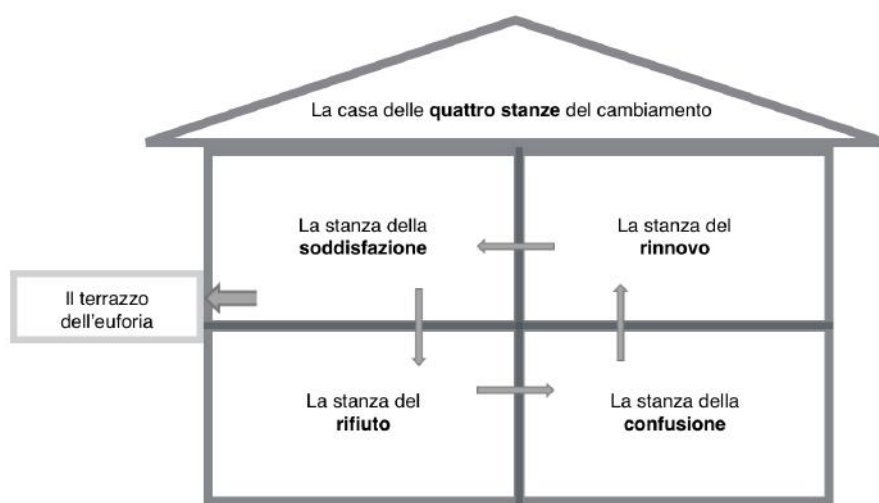 La casa delle quattro stanze del cambiamento
La stanza della
soddisfazione
La stanza del
rinnovo
Il terrazzo
dell'euforia
La stanza del
rifiuto
La stanza della
confusione